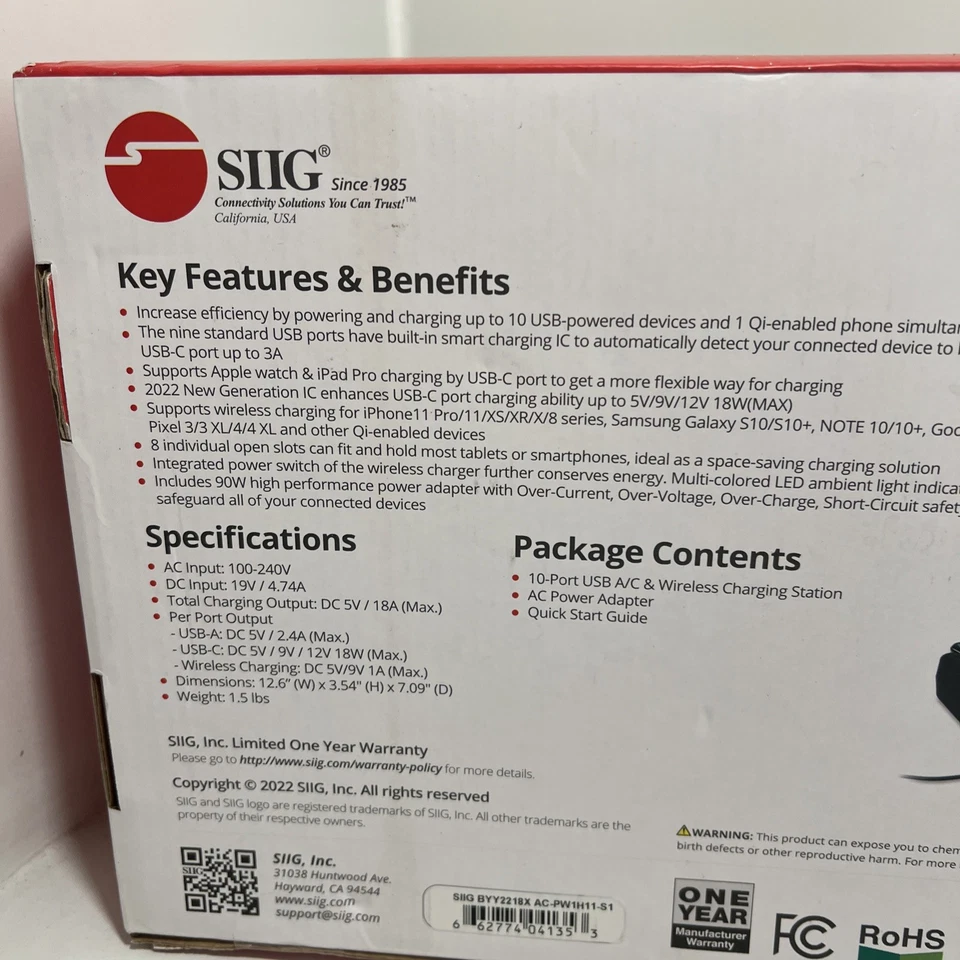 SIIG® Since 1985
Connectivity Solutions You Can Trust!™
California, USA
Key Features & Benefits
• Increase efficiency by powering and charging up to 10 USB-powered devices and 1 Qi-enabled phone
• The nine standard USB ports have built-in smart charging IC to automatically detect your connected device to
USB-C port up to 3A
• Supports Apple watch & iPad Pro charging by USB-C port to get a more flexible way for charging
• 2022 New Generation IC enhances USB-C port charging ability up to 5V/9V/12V 18W(MAX)
• Supports wireless charging for iPhone11 Pro/11/XS/XR/X/8 series, Samsung Galaxy S10/S10+, NOTE 10/10+,
Pixel 3/3 XL/4/4 XL and other Qi-enabled devices
• 8 individual open slots can fit and hold most tablets or smartphones, ideal as a space-saving charging solution
• Integrated power switch of the wireless charger further conserves energy. Multi-colored LED ambient light
• Includes 90W high performance power adapter with Over-Current, Over-Voltage, Over-Charge, Short-Circuit
safeguard all of your connected devices
Specifications
• AC Input: 100-240V
• DC Input: 19V / 4.74A
• Total Charging Output: DC 5V / 18A (Max.)
• Per Port Output
- USB-A: DC 5V / 2.4A (Max.)
- USB-C: DC 5V / 9V / 12V 18W (Max.)
- Wireless Charging: DC 5V/9V 1A (Max.)
• Dimensions: 12.6" (W) x 3.54" (H) x 7.09" (D)
• Weight: 1.5 lbs
Package Contents
• 10-Port USB A/C & Wireless Charging Station
• AC Power Adapter
• Quick Start Guide
SIIG, Inc. Limited One Year Warranty
Please go to http://www.siig.com/warranty-policy for more details.
Copyright © 2022 SIIG, Inc. All rights reserved
SIIG and SIIG logo are registered trademarks of SIIG, Inc. All other trademarks are the
property of their respective owners.
⚠WARNING: This product can expose you to
birth defects or other reproductive harm. For more
SIIG
SIIG, Inc.
31038 Huntwood Ave.
Hayward, CA 94544
www.siig.com
support@siig.com
SIIG BYY2218X AC-PW1H11-S1
6 62774 04135 3
ONE
YEAR
Manufacturer
Warranty
FC
RoHS